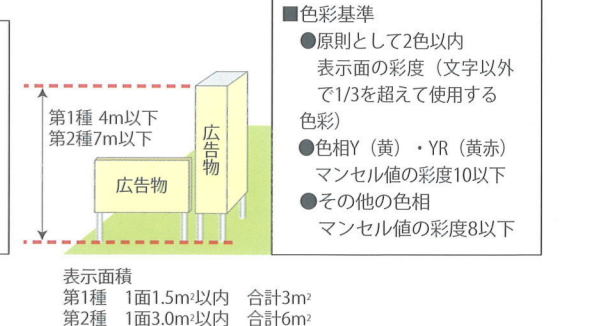 ■色彩基準
●原則として2色以内
表示面の彩度（文字以外
で1/3を超えて使用する
色彩）
●色相Y（黄）・YR（黄赤）
マンセル値の彩度10以下
●その他の色相
マンセル値の彩度8以下
第1種 4m以下
第2種7m以下
広告物
広告物
表示面積
第1種 1面1.5m²以内 合計3m²
第2種 1面3.0m²以内 合計6m²